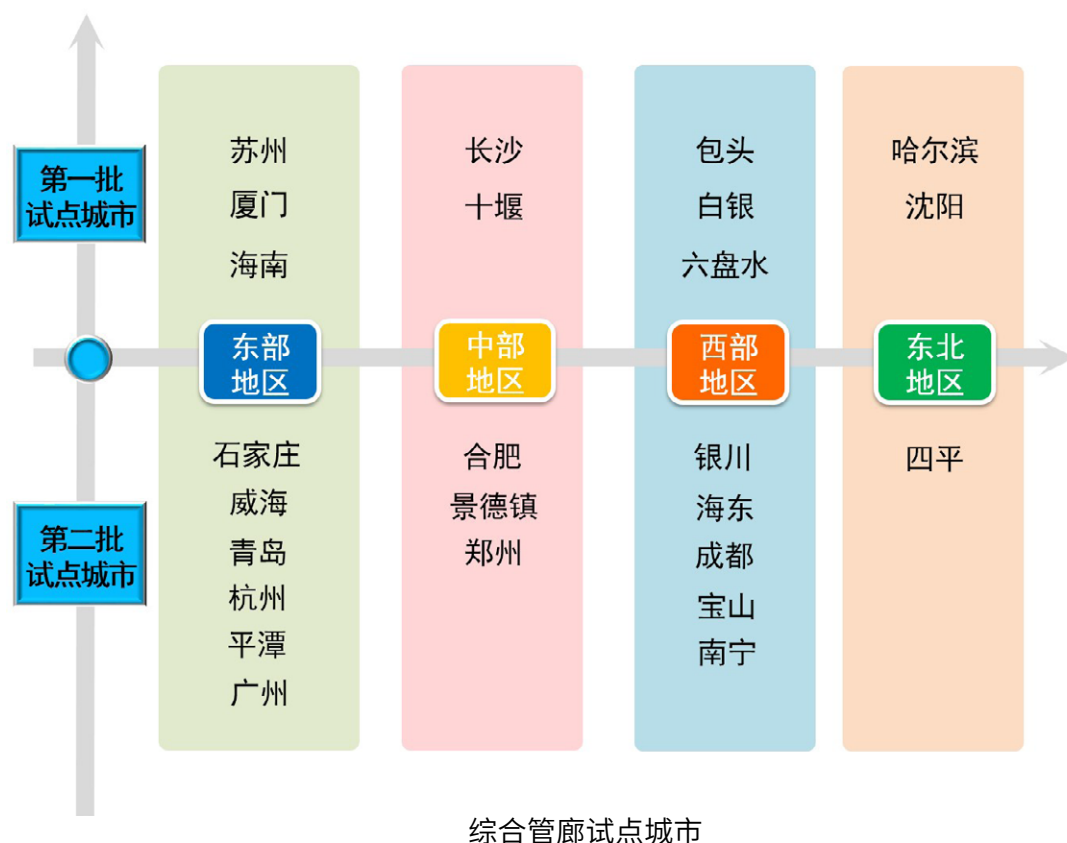 第一批
试点城市
苏州
厦门
海南
长沙
十堰
包头
白银
六盘水
哈尔滨
沈阳
东部
地区
中部
地区
西部
地区
东北
地区
第二批
试点城市
石家庄
威海
青岛
杭州
平潭
广州
合肥
景德镇
郑州
银川
海东
成都
宝山
南宁
四平
综合管廊试点城市